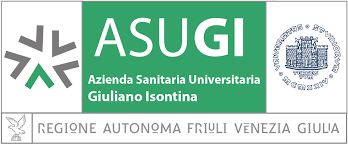 ASUGI
Azienda Sanitaria Universitaria
Giuliano Isontina
REGIONE AUTONOMA FRIULI VENEZIA GIULIA